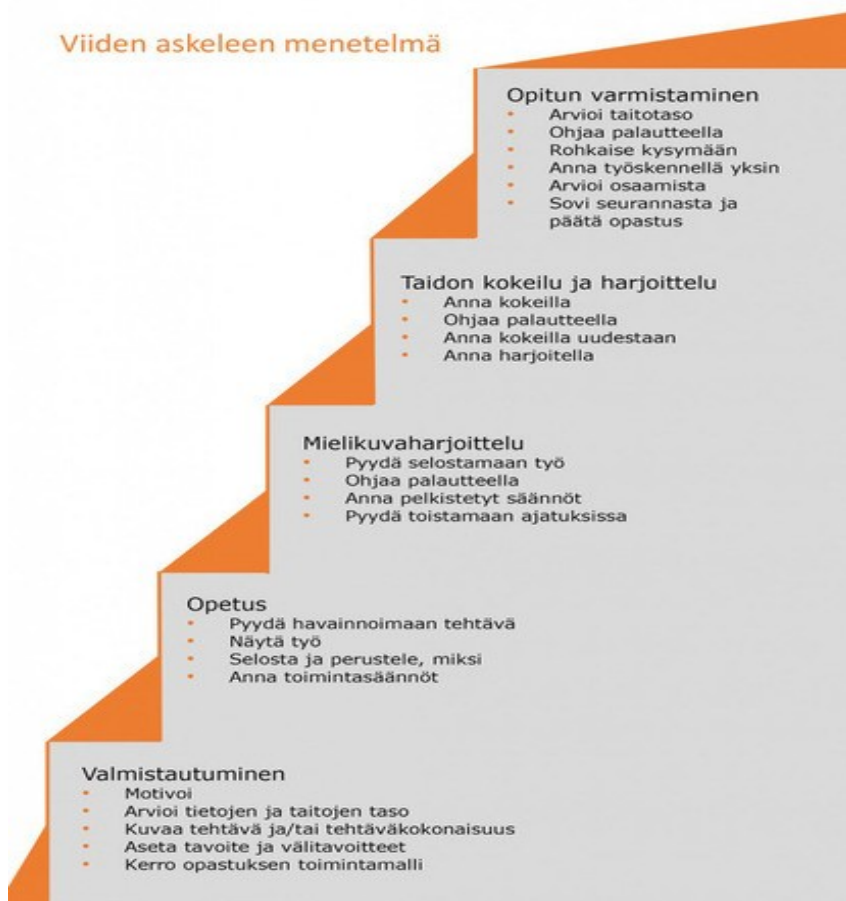 Viiden askeleen menetelmä
Opitun varmistaminen
• Arvioi taitotaso
• Ohjaa palautteella
• Rohkaise kysymään
• Anna työskennellä yksin
• Arvioi osaamista
• Sovi seurannasta ja
päätä opastus
Taidon kokeilu ja harjoittelu
• Anna kokeilla
• Ohjaa palautteella
• Anna kokeilla uudestaan
• Anna harjoitella
Mielikuvaharjoittelu
• Pyydä selostamaan työ
• Ohjaa palautteella
• Anna pelkistetyt säännöt
• Pyydä toistamaan ajatuksissa
Opetus
• Pyydä havainnoimaan tehtävä
• Näytä työ
• Selosta ja perustele, miksi
• Anna toimintasäännöt
Valmistautuminen
• Motivoi
• Arvioi tietojen ja taitojen taso
• Kuvaa tehtävä ja/tai tehtäväkokonaisuus
• Aseta tavoite ja välitavoitteet
• Kerro opastuksen toimintamalli